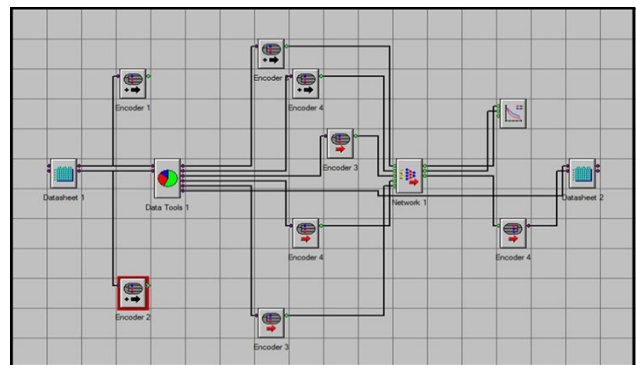 Encoder
Encoder 1
Encoder 4
Encoder 3
Datasheet 1
Data Tools 1
Network 1
Datasheet 2
Encoder 4
Encoder 4
Encoder 2
Encoder 3